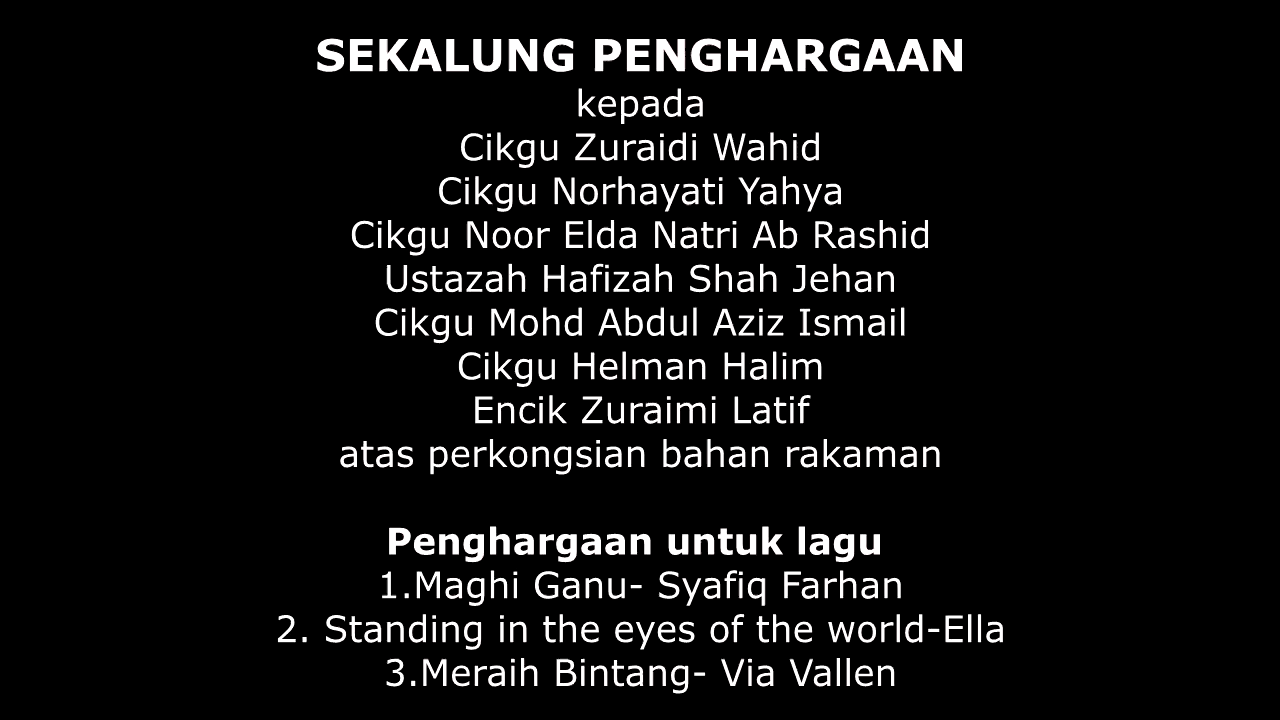 SEKALUNG PENGHARGAAN
kepada
Cikgu Zuraidi Wahid
Cikgu Norhayati Yahya
Cikgu Noor Elda Natri Ab Rashid
Ustazah Hafizah Shah Jehan
Cikgu Mohd Abdul Aziz Ismail
Cikgu Helman Halim
Encik Zuraimi Latif
atas perkongsian bahan rakaman
Penghargaan untuk lagu
1.Maghi Ganu- Syafiq Farhan
2. Standing in the eyes of the world-Ella
3.Meraih Bintang- Via Vallen